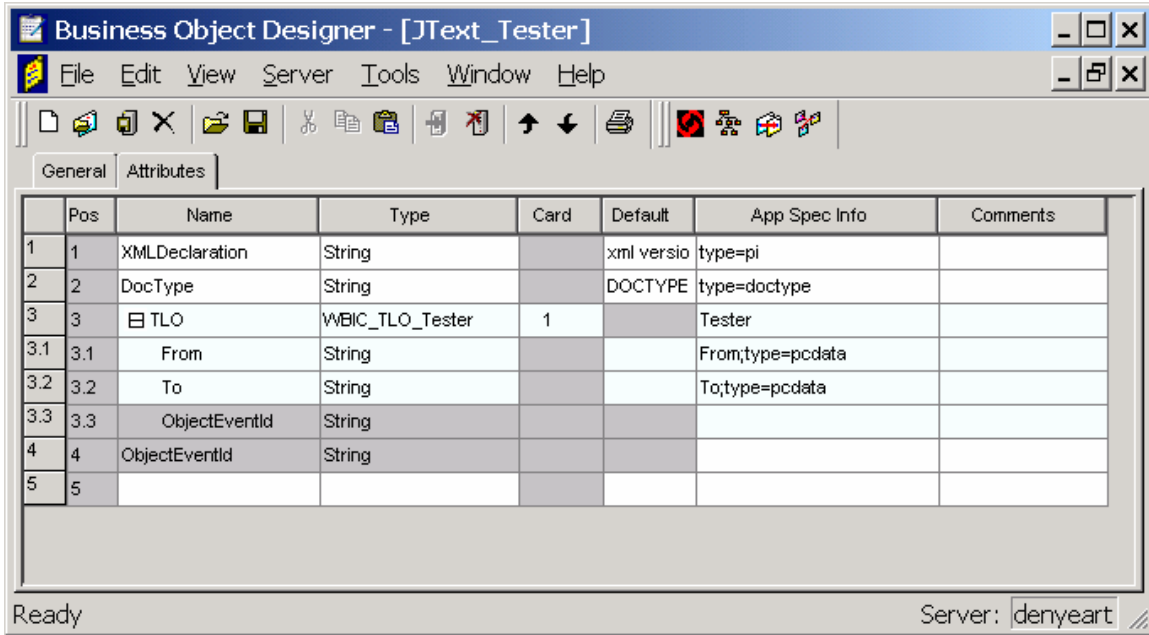 Business Object Designer - [JText_Tester]
File Edit View Server Tools Window Help
General Attributes
Pos Name Type Card Default App Spec Info Comments
1 1 XMLDeclaration String xml versio type=pi
2 2 DocType String DOCTYPE type=doctype
3 3 TLO WBIC_TLO_Tester 1 Tester
3.1 3.1 From String From;type=pcdata
3.2 3.2 To String To;type=pcdata
3.3 3.3 ObjectEventId String
4 4 ObjectEventId String
5 5
Ready Server: denyeart